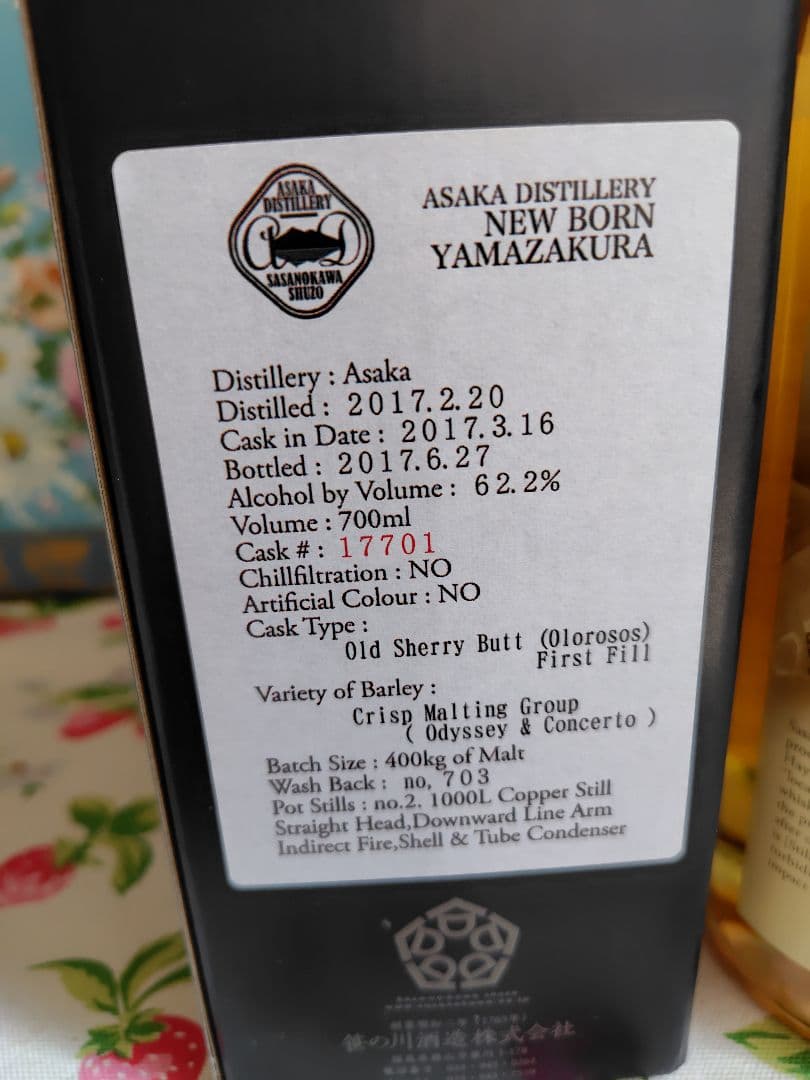 ASAKA
DISTILLERY
SASANOKAWA
SHUZO
ASAKA DISTILLERY
NEW BORN
YAMAZAKURA
Distillery : Asaka
Distilled : 2017.2.20
Cask in Date : 2017.3.16
Bottled : 2017.6.27
Alcohol by Volume : 62.2%
Volume : 700ml
Cask # : 17701
Chillfiltration : NO
Artificial Colour : NO
Cask Type :
Old Sherry Butt (Olorosos)
First Fill
Variety of Barley :
Crisp Malting Group
( Odyssey & Concerto )
Batch Size : 400kg of Malt
Wash Back : no, 703
Pot Stills : no.2, 1000L Copper Still
Straight Head,Downward Line Arm
Indirect Fire,Shell & Tube Condenser
笹の川酒造株式会社